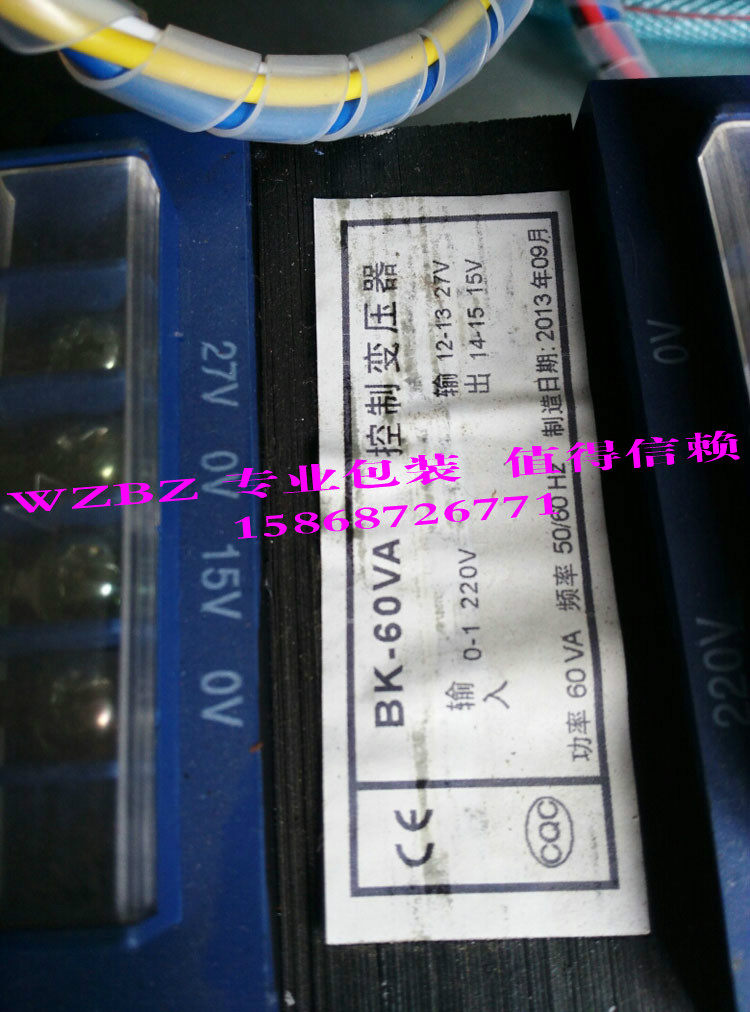 WZBZ 专业包装 值得信赖
15868726771
27V 0V 15V 0V
BK-60VA 控制变压器
输入 0-1 220V
输出 12-13 27V
14-15 15V
功率 60VA 频率 50/60 HZ 制造日期: 2013年09月
CE
CQC
0V
220V